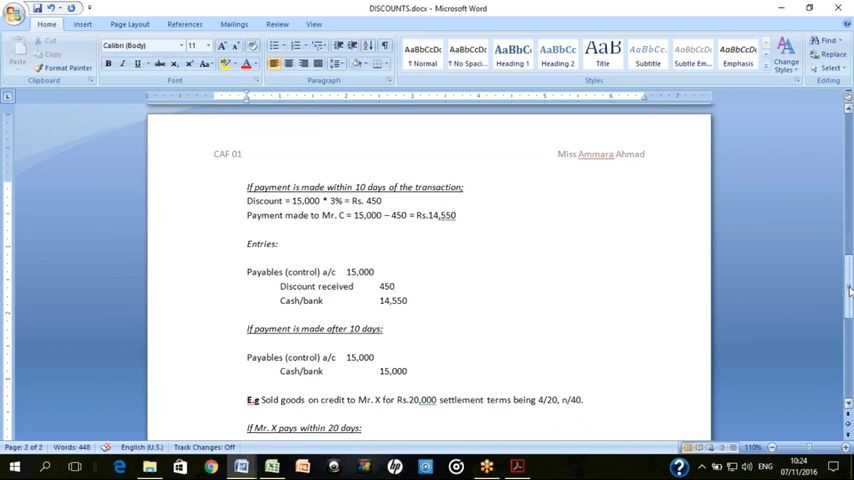 DISCOUNTS.docx - Microsoft Word
Home Insert Page Layout References Mailings Review View
Cut
Copy
Format Painter
Paste
Clipboard
Calibri (Body) 11
Font
Paragraph
AaBbCcDc AaBbCcDc AaBbCc AaBbCc AaB AaBbCc AaBbCcDc AaBbCcDc
¶ Normal ¶ No Spaci... Heading 1 Heading 2 Title Subtitle Subtle Em... Emphasis
Change Styles
Styles
Find
Replace
Select
Editing
CAF 01 Miss Ammara Ahmad
If payment is made within 10 days of the transaction;
Discount = 15,000 * 3% = Rs. 450
Payment made to Mr. C = 15,000 – 450 = Rs.14,550
Entries:
Payables (control) a/c 15,000
Discount received 450
Cash/bank 14,550
If payment is made after 10 days:
Payables (control) a/c 15,000
Cash/bank 15,000
E.g Sold goods on credit to Mr. X for Rs.20,000 settlement terms being 4/20, n/40.
If Mr. X pays within 20 days:
Page: 2 of 2 Words: 448 English (U.S.) Track Changes: Off 110%
ENG 10:24
07/11/2016